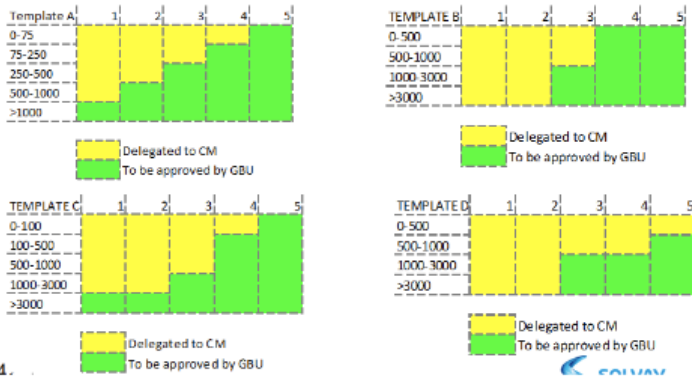 Template A 1 2 3 4 5
0-75
75-250
250-500
500-1000
>1000
Delegated to CM
To be approved by GBU
TEMPLATE B 1 2 3 4 5
0-500
500-1000
1000-3000
>3000
Delegated to CM
To be approved by GBU
TEMPLATE C 1 2 3 4 5
0-100
100-500
500-1000
1000-3000
>3000
Delegated to CM
To be approved by GBU
TEMPLATE D 1 2 3 4 5
0-500
500-1000
1000-3000
>3000
Delegated to CM
To be approved by GBU
SOLVAY